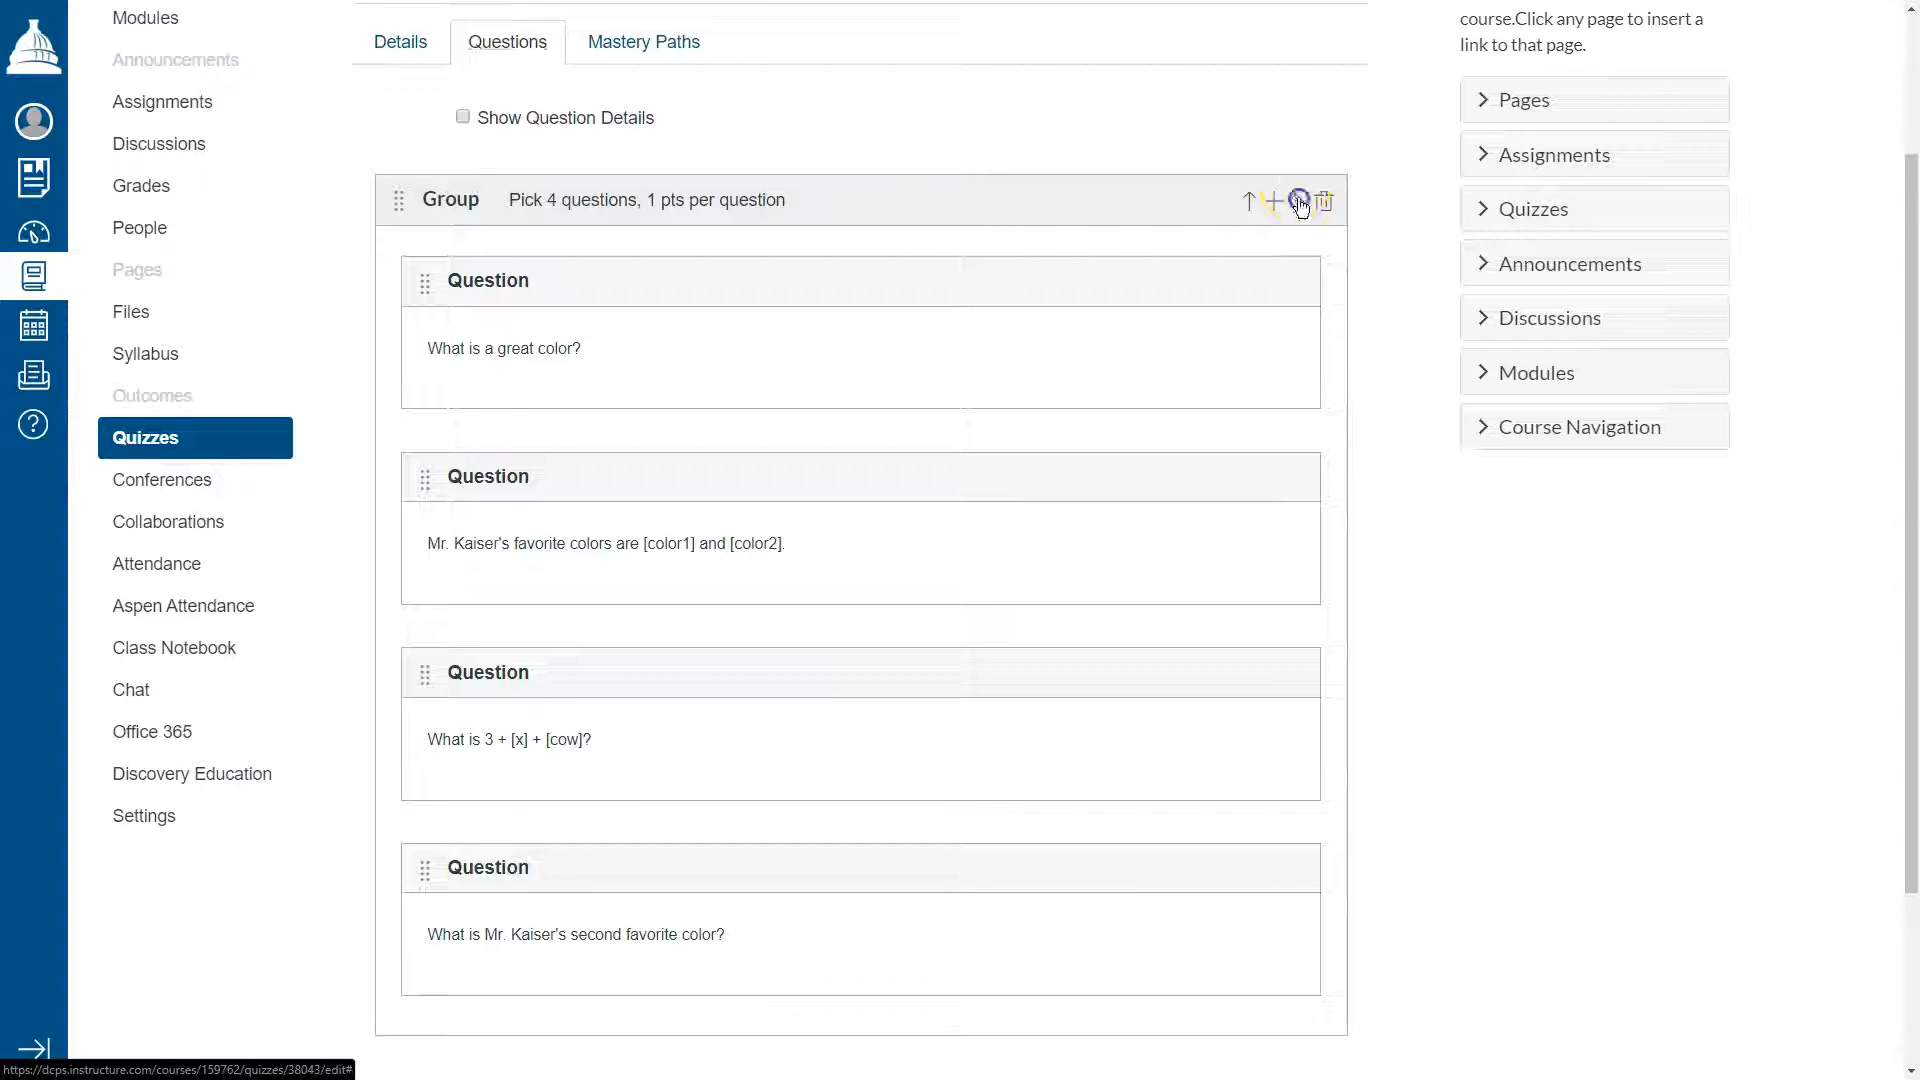 Modules
Announcements
Assignments
Discussions
Grades
People
Pages
Files
Syllabus
Outcomes
Quizzes
Conferences
Collaborations
Attendance
Aspen Attendance
Class Notebook
Chat
Office 365
Discovery Education
Settings
Details
Questions
Mastery Paths
Show Question Details
Group Pick 4 questions, 1 pts per question
Question
What is a great color?
Question
Mr. Kaiser's favorite colors are [color1] and [color2].
Question
What is 3 + [x] + [cow]?
Question
What is Mr. Kaiser's second favorite color?
course.Click any page to insert a
link to that page.
Pages
Assignments
Quizzes
Announcements
Discussions
Modules
Course Navigation
https://dcps.instructure.com/courses/159762/quizzes/38043/edit#